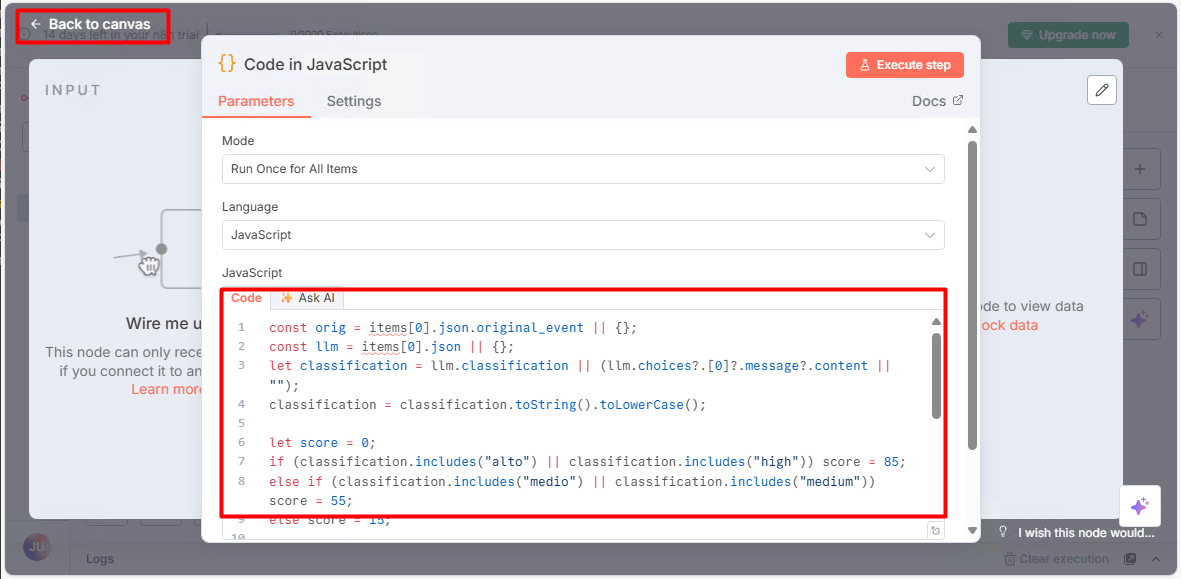 ← Back to canvas
14 days left in your n8n trial
0/1000 Executions
Upgrade now
INPUT
{} Code in JavaScript
Execute step
Parameters
Settings
Docs
Mode
Run Once for All Items
Language
JavaScript
JavaScript
Code
Ask AI
1 const orig = items[0].json.original_event || {};
2 const llm = items[0].json || {};
3 let classification = llm.classification || (llm.choices?.[0]?.message?.content ||
"");
4 classification = classification.toString().toLowerCase();
5
6 let score = 0;
7 if (classification.includes("alto") || classification.includes("high")) score = 85;
8 else if (classification.includes("medio") || classification.includes("medium"))
score = 55;
9 else score = 15;
10
Wire me u
This node can only rece
if you connect it to an
Learn more
de to view data
ock data
I wish this node would...
JU
Logs
Clear execution